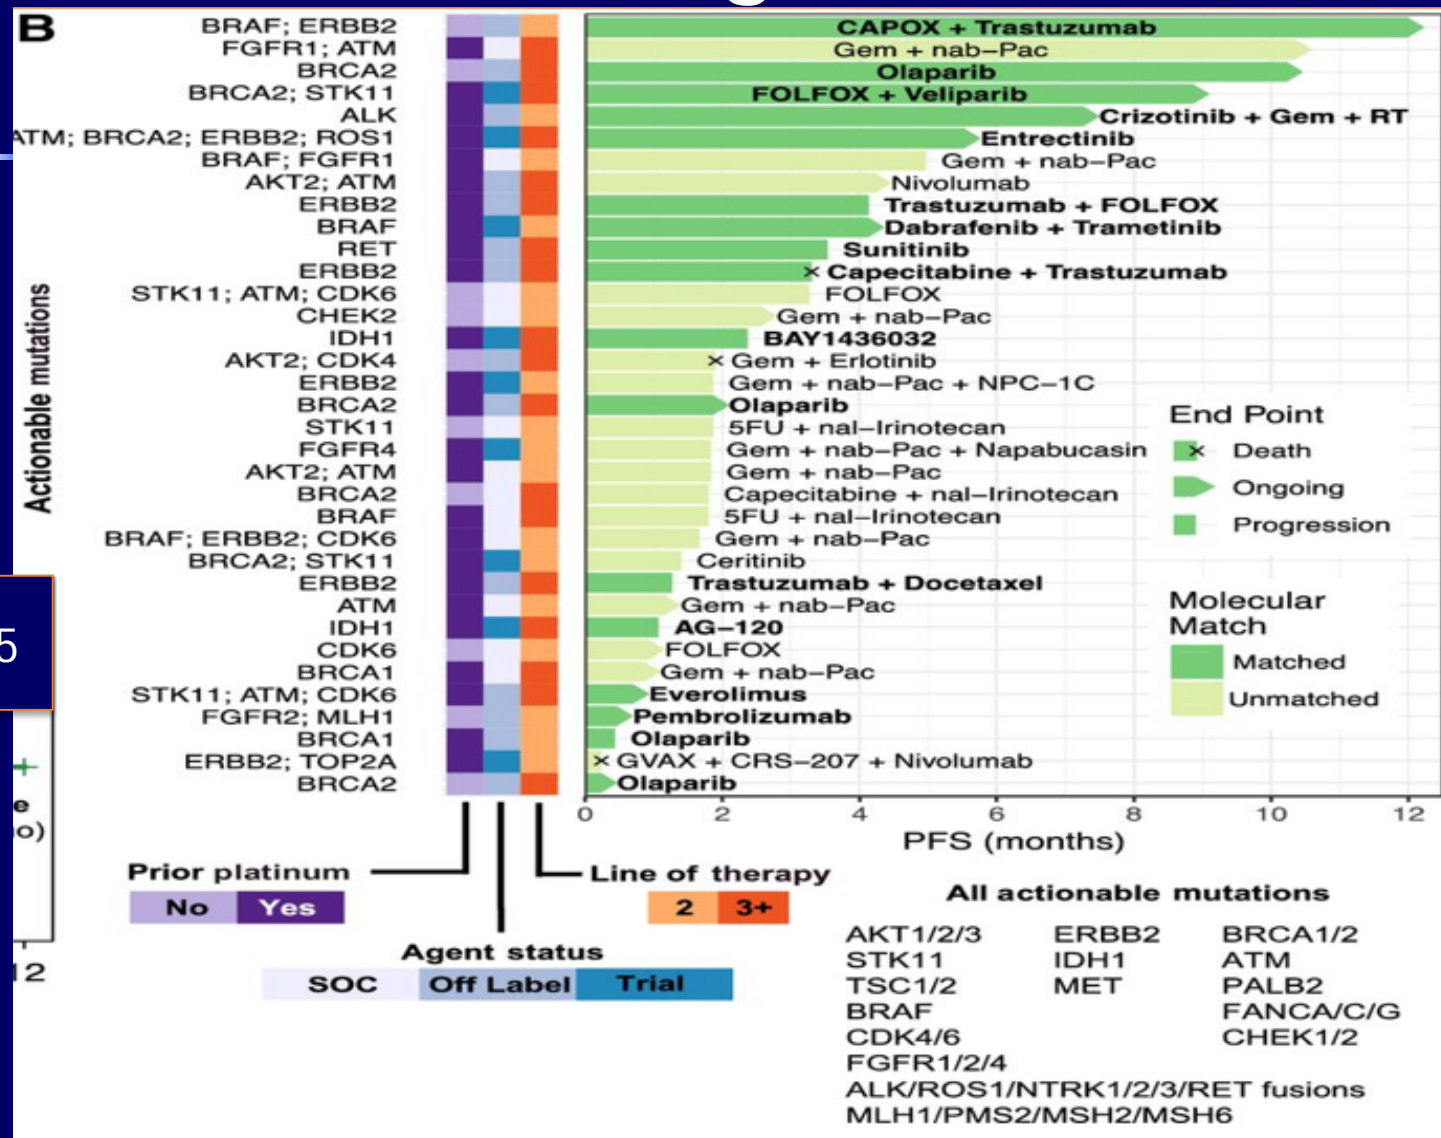 B
Actionable mutations
BRAF; ERBB2 CAPOX + Trastuzumab
FGFR1; ATM Gem + nab−Pac
BRCA2 Olaparib
BRCA2; STK11 FOLFOX + Veliparib
ALK Crizotinib + Gem + RT
ATM; BRCA2; ERBB2; ROS1 Entrectinib
BRAF; FGFR1 Gem + nab−Pac
AKT2; ATM Nivolumab
ERBB2 Trastuzumab + FOLFOX
BRAF Dabrafenib + Trametinib
RET Sunitinib
ERBB2 Capecitabine + Trastuzumab
STK11; ATM; CDK6 FOLFOX
CHEK2 Gem + nab−Pac
IDH1 BAY1436032
AKT2; CDK4 Gem + Erlotinib
ERBB2 Gem + nab−Pac + NPC−1C
BRCA2 Olaparib
STK11 5FU + nal−Irinotecan
FGFR4 Gem + nab−Pac + Napabucasin
AKT2; ATM Gem + nab−Pac
BRCA2 Capecitabine + nal−Irinotecan
BRAF 5FU + nal−Irinotecan
BRAF; ERBB2; CDK6 Gem + nab−Pac
BRCA2; STK11 Ceritinib
ERBB2 Trastuzumab + Docetaxel
ATM Gem + nab−Pac
IDH1 AG−120
CDK6 FOLFOX
BRCA1 Gem + nab−Pac
STK11; ATM; CDK6 Everolimus
FGFR2; MLH1 Pembrolizumab
BRCA1 Olaparib
ERBB2; TOP2A GVAX + CRS−207 + Nivolumab
BRCA2 Olaparib
End Point
Death
Ongoing
Progression
Molecular
Match
Matched
Unmatched
0 2 4 6 8 10 12
PFS (months)
5
e
o)
12
Prior platinum
No Yes
Line of therapy
2 3+
Agent status
SOC Off Label Trial
All actionable mutations
AKT1/2/3 ERBB2 BRCA1/2
STK11 IDH1 ATM
TSC1/2 MET PALB2
BRAF FANCA/C/G
CDK4/6 CHEK1/2
FGFR1/2/4
ALK/ROS1/NTRK1/2/3/RET fusions
MLH1/PMS2/MSH2/MSH6